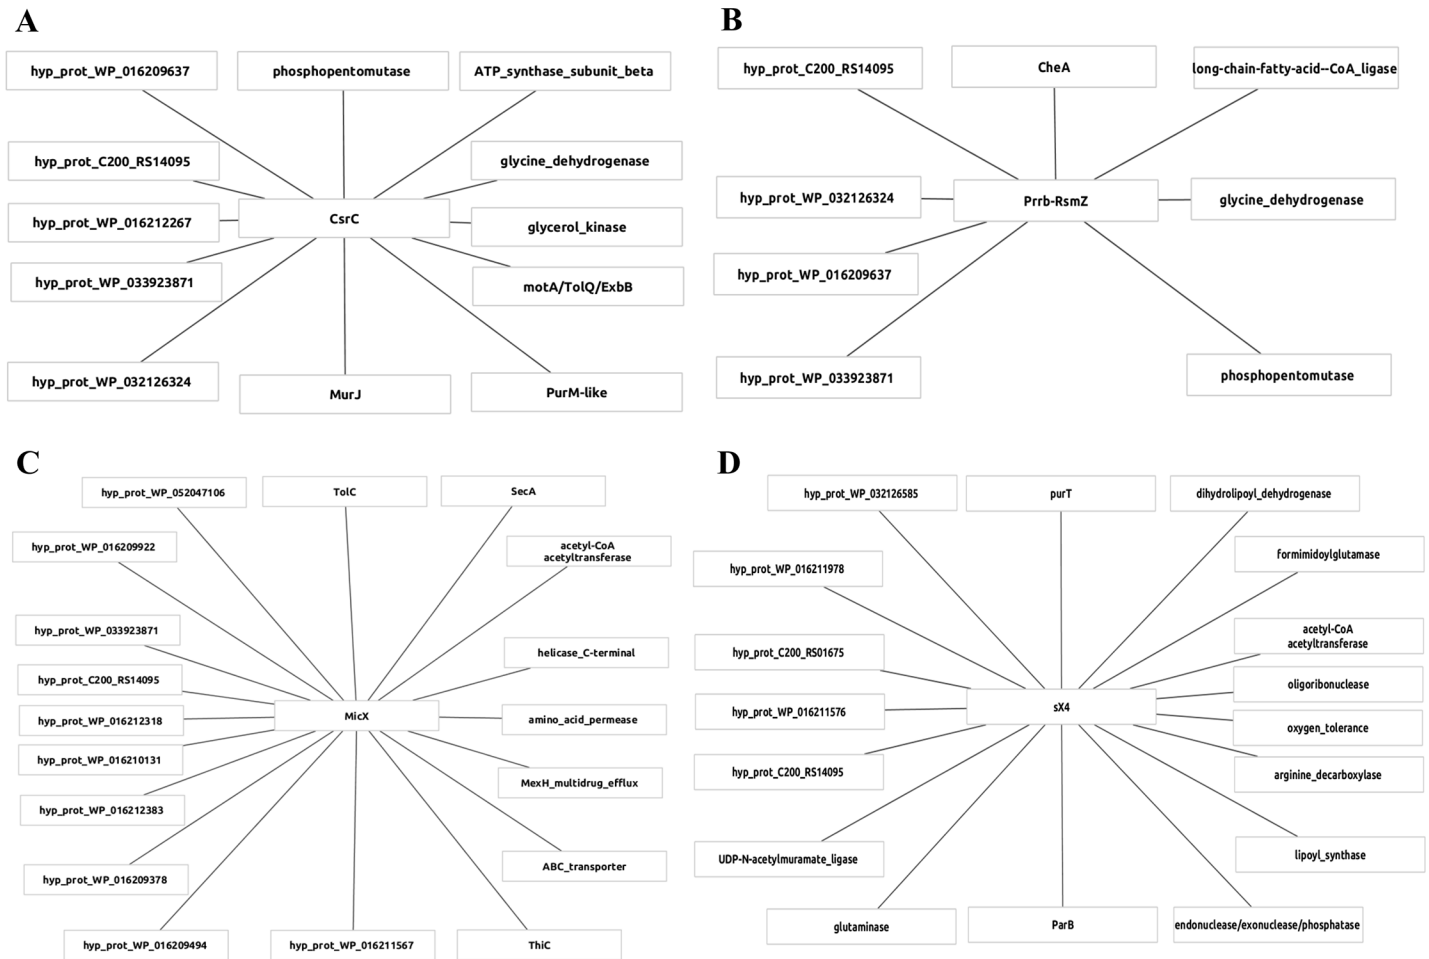 A
hyp_prot_WP_016209637
phosphopentomutase
ATP_synthase_subunit_beta
hyp_prot_C200_RS14095
glycine_dehydrogenase
hyp_prot_WP_016212267
CsrC
glycerol_kinase
hyp_prot_WP_033923871
motA/TolQ/ExbB
hyp_prot_WP_032126324
MurJ
PurM-like
B
hyp_prot_C200_RS14095
CheA
long-chain-fatty-acid--CoA_ligase
hyp_prot_WP_032126324
Prrb-RsmZ
glycine_dehydrogenase
hyp_prot_WP_016209637
hyp_prot_WP_033923871
phosphopentomutase
C
hyp_prot_WP_052047106
TolC
SecA
hyp_prot_WP_016209922
acetyl-CoA
acetyltransferase
hyp_prot_WP_033923871
helicase_C-terminal
hyp_prot_C200_RS14095
hyp_prot_WP_016212318
MicX
amino_acid_permease
hyp_prot_WP_016210131
MexH_multidrug_efflux
hyp_prot_WP_016212383
hyp_prot_WP_016209378
ABC_transporter
hyp_prot_WP_016209494
hyp_prot_WP_016211567
ThiC
D
hyp_prot_WP_032126585
purT
dihydrolipoyl_dehydrogenase
hyp_prot_WP_016211978
formimidoylglutamase
hyp_prot_C200_RS01675
acetyl-CoA
acetyltransferase
oligoribonuclease
hyp_prot_WP_016211576
sX4
oxygen_tolerance
hyp_prot_C200_RS14095
arginine_decarboxylase
UDP-N-acetylmuramate_ligase
lipoyl_synthase
glutaminase
ParB
endonuclease/exonuclease/phosphatase